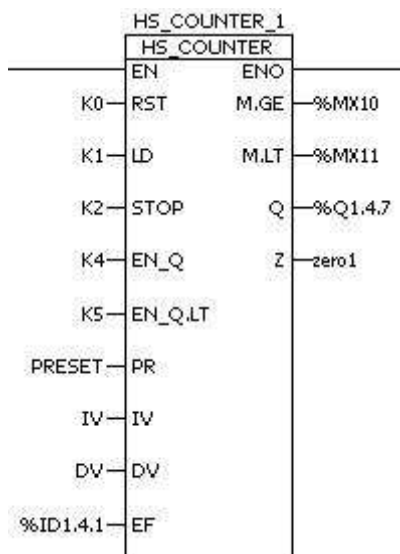 HS_COUNTER_1
HS_COUNTER
EN ENO
K0 RST M.GE %MX10
K1 LD M.LT %MX11
K2 STOP Q %Q1.4.7
K4 EN_Q Z zero1
K5 EN_Q.LT
PRESET PR
IV IV
DV DV
%ID1.4.1 EF